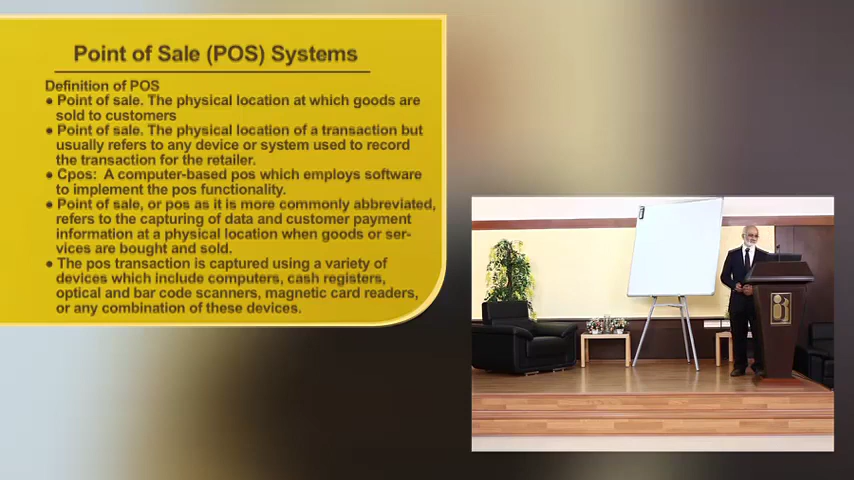 Point of Sale (POS) Systems
Definition of POS
● Point of sale. The physical location at which goods are
sold to customers
● Point of sale. The physical location of a transaction but
usually refers to any device or system used to record
the transaction for the retailer.
● Cpos: A computer-based pos which employs software
to implement the pos functionality.
● Point of sale, or pos as it is more commonly abbreviated,
refers to the capturing of data and customer payment
information at a physical location when goods or ser-
vices are bought and sold.
● The pos transaction is captured using a variety of
devices which include computers, cash registers,
optical and bar code scanners, magnetic card readers,
or any combination of these devices.